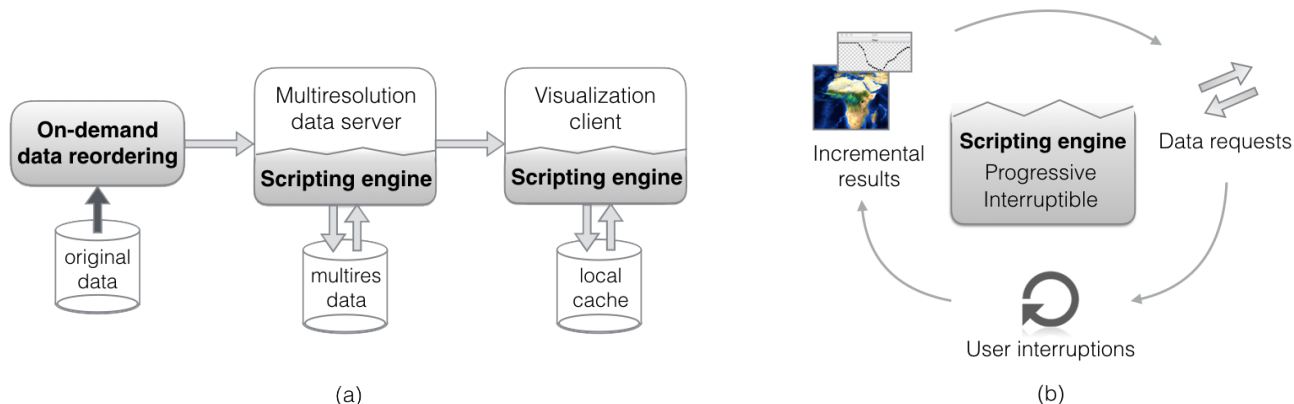 On-demand
data reordering
original
data
Multiresolution
data server
Scripting engine
multires
data
Visualization
client
Scripting engine
local
cache
(a)
Incremental
results
Scripting engine
Progressive
Interruptible
Data requests
User interruptions
(b)